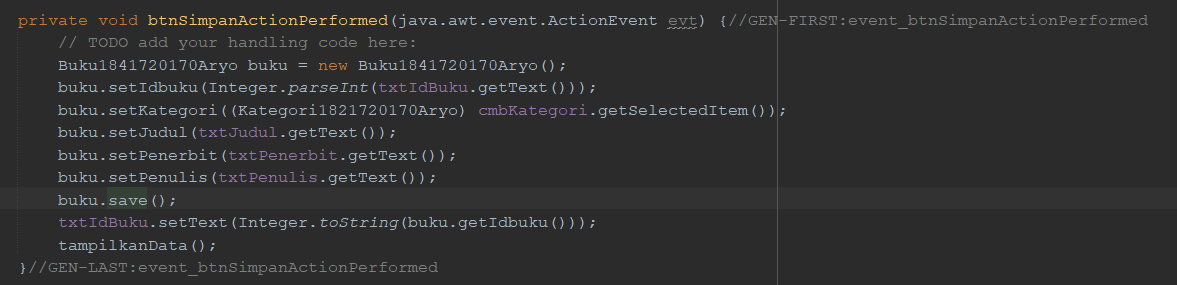 private void btnSimpanActionPerformed(java.awt.event.ActionEvent evt) {//GEN-FIRST:event_btnSimpanActionPerformed
// TODO add your handling code here:
Buku1841720170Aryo buku = new Buku1841720170Aryo();
buku.setIdbuku(Integer.parseInt(txtIdBuku.getText()));
buku.setKategori((Kategori1821720170Aryo) cmbKategori.getSelectedItem());
buku.setJudul(txtJudul.getText());
buku.setPenerbit(txtPenerbit.getText());
buku.setPenulis(txtPenulis.getText());
buku.save();
txtIdBuku.setText(Integer.toString(buku.getIdbuku()));
tampilkanData();
}//GEN-LAST:event_btnSimpanActionPerformed